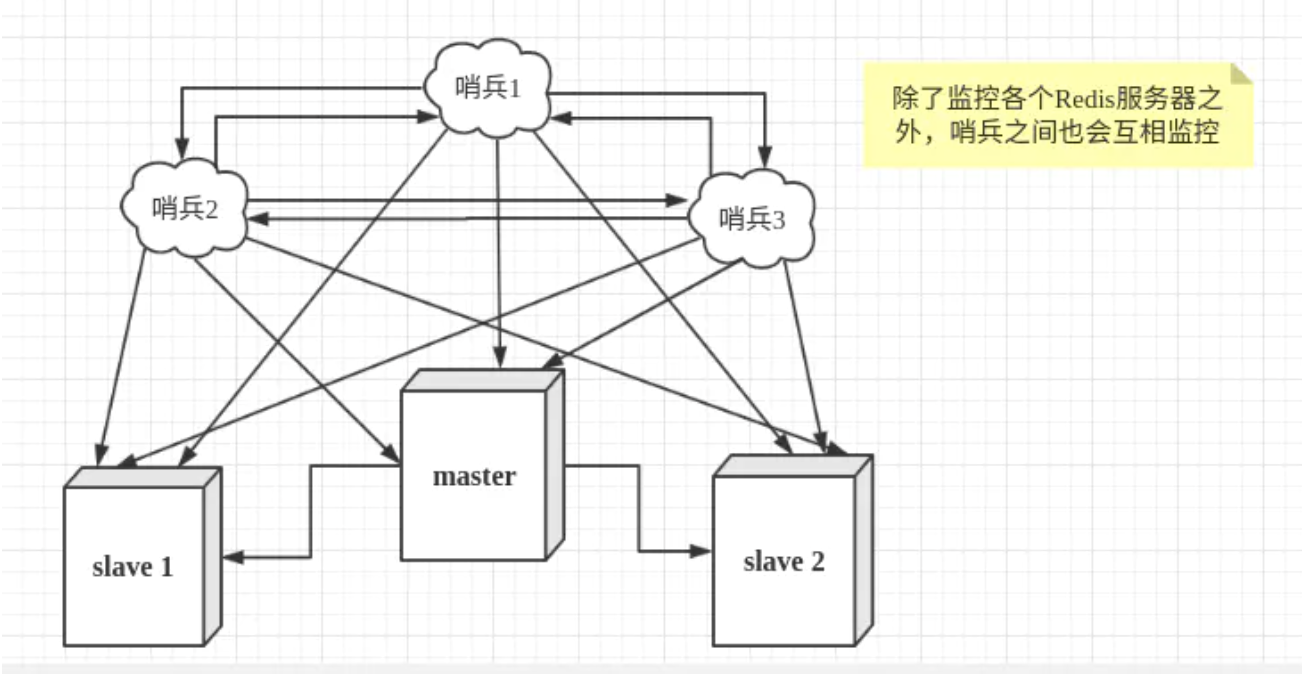 哨兵1
除了监控各个Redis服务器之
外，哨兵之间也会互相监控
哨兵2
哨兵3
master
slave 1
slave 2